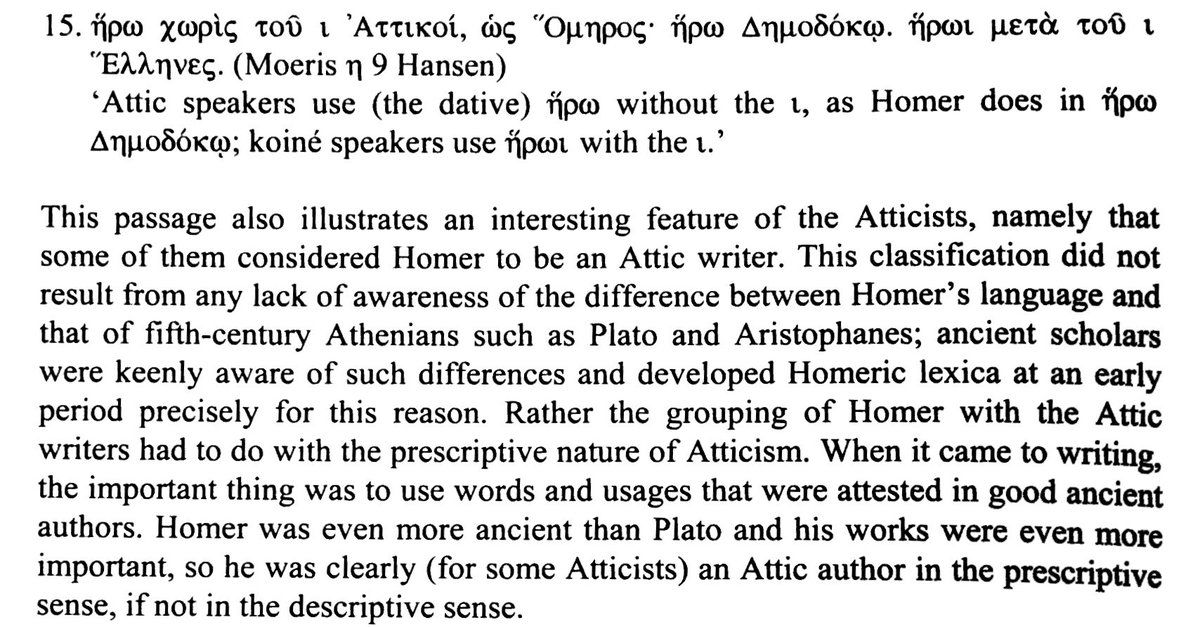 15. ἥρω χωρὶς τοῦ ι Ἀττικοί, ὡς Ὅμηρος· ἥρω Δημοδόκῳ. ἥρωι μετὰ τοῦ ι
Ἕλληνες. (Moeris η 9 Hansen)
‘Attic speakers use (the dative) ἥρω without the ι, as Homer does in ἥρω
Δημοδόκῳ; koiné speakers use ἥρωι with the ι.’
This passage also illustrates an interesting feature of the Atticists, namely that
some of them considered Homer to be an Attic writer. This classification did not
result from any lack of awareness of the difference between Homer’s language and
that of fifth-century Athenians such as Plato and Aristophanes; ancient scholars
were keenly aware of such differences and developed Homeric lexica at an early
period precisely for this reason. Rather the grouping of Homer with the Attic
writers had to do with the prescriptive nature of Atticism. When it came to writing,
the important thing was to use words and usages that were attested in good ancient
authors. Homer was even more ancient than Plato and his works were even more
important, so he was clearly (for some Atticists) an Attic author in the prescriptive
sense, if not in the descriptive sense.